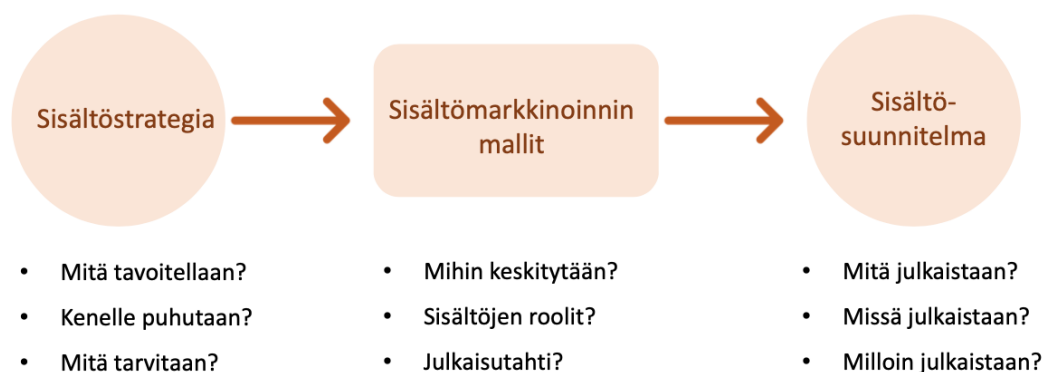 Sisältöstrategia
Sisältömarkkinoinnin
mallit
Sisältö-
suunnitelma
• Mitä tavoitellaan?
• Kenelle puhutaan?
• Mitä tarvitaan?
• Mihin keskitytään?
• Sisältöjen roolit?
• Julkaisutahti?
• Mitä julkaistaan?
• Missä julkaistaan?
• Milloin julkaistaan?